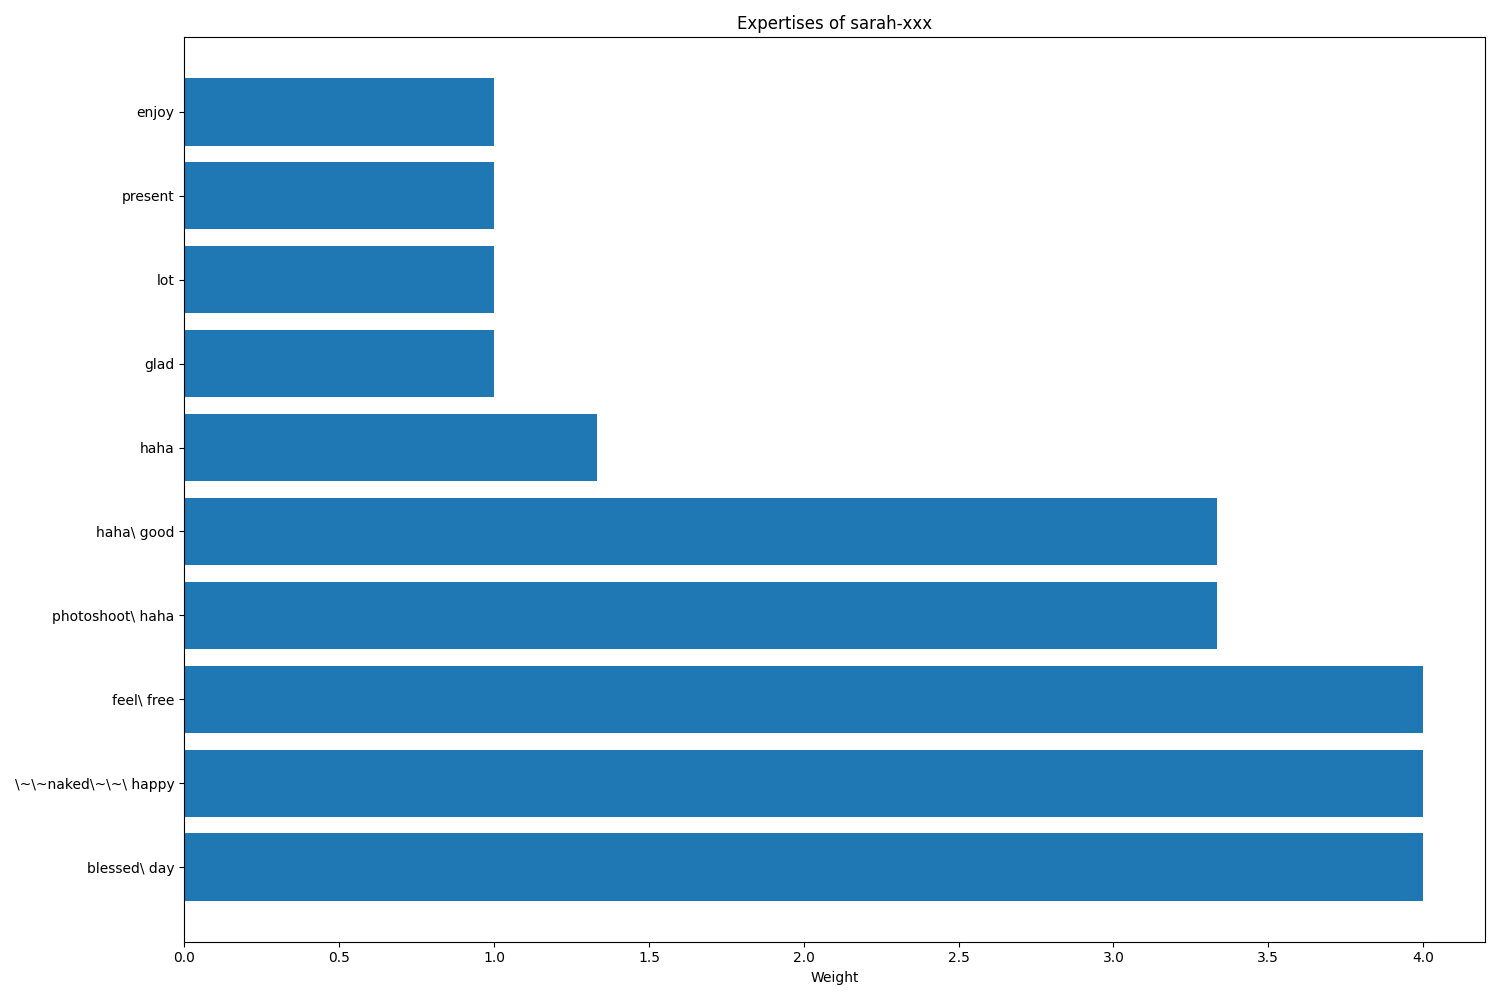 Expertises of sarah-xxx
enjoy
present
lot
glad
haha
haha\ good
photoshoot\ haha
feel\ free
\~\~naked\~\~\ happy
blessed\ day
0.0 0.5 1.0 1.5 2.0 2.5 3.0 3.5 4.0
Weight